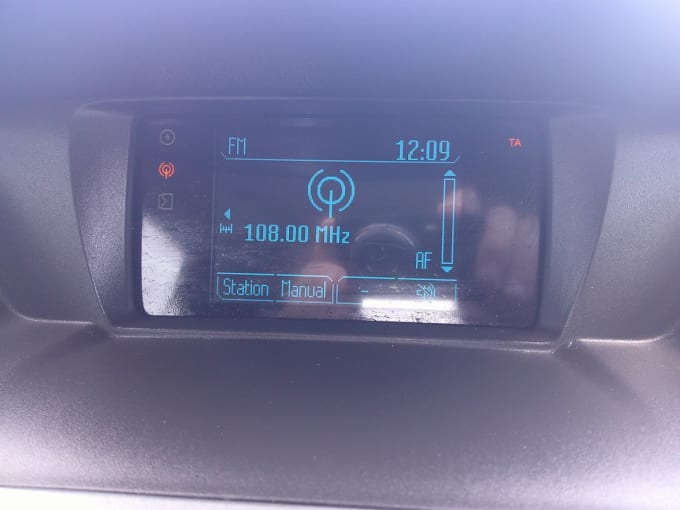 FM 12:09 TA
108.00 MHz
AF
Station Manual -